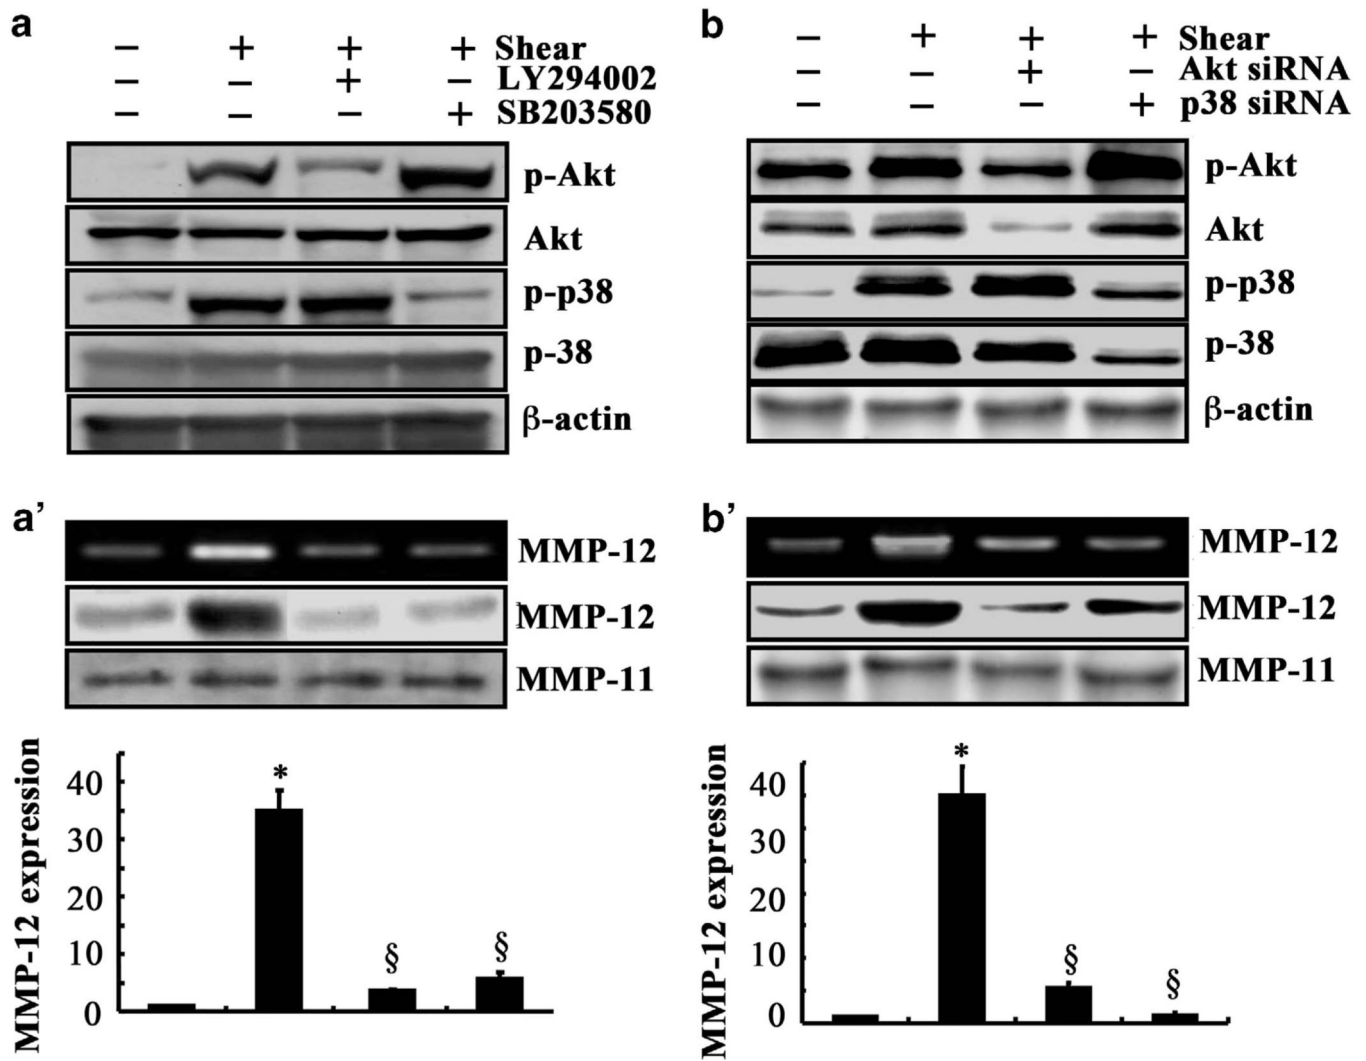 a
− + + + Shear
− − + − LY294002
− − − + SB203580
p-Akt
Akt
p-p38
p-38
β-actin
b
− + + + Shear
− − + − Akt siRNA
− − − + p38 siRNA
p-Akt
Akt
p-p38
p-38
β-actin
a’
MMP-12
MMP-12
MMP-11
MMP-12 expression
40
30
20
10
0
*
§
§
b’
MMP-12
MMP-12
MMP-11
MMP-12 expression
40
30
20
10
0
*
§
§